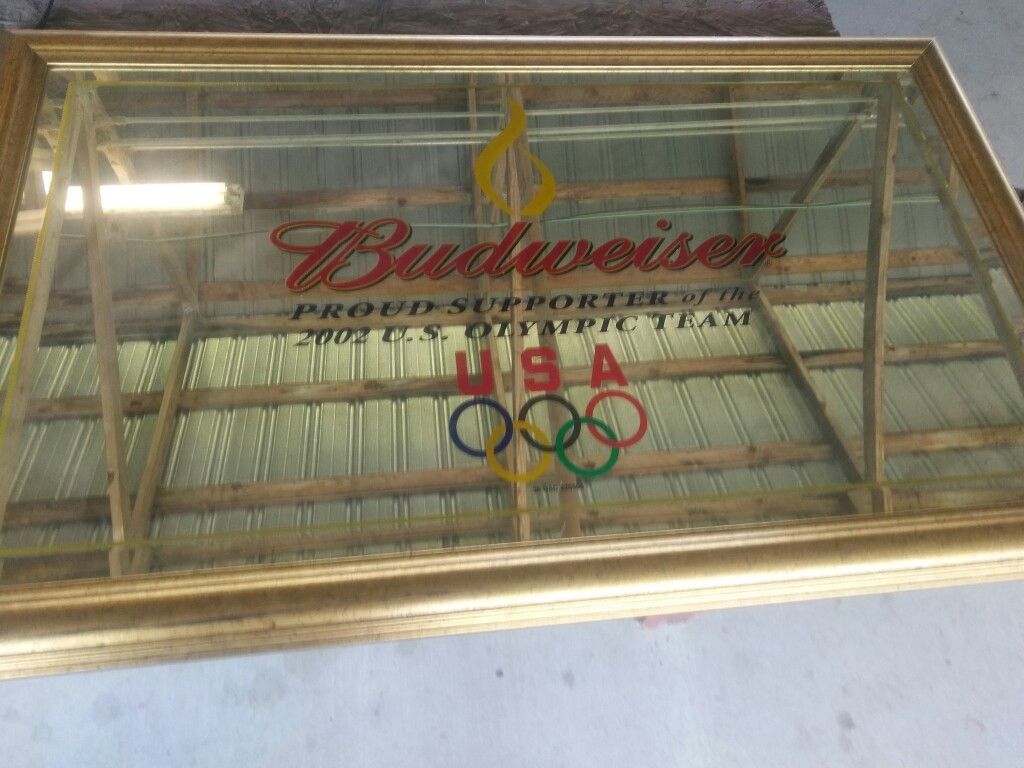 Budweiser
PROUD SUPPORTER of the
2002 U.S. OLYMPIC TEAM
USA